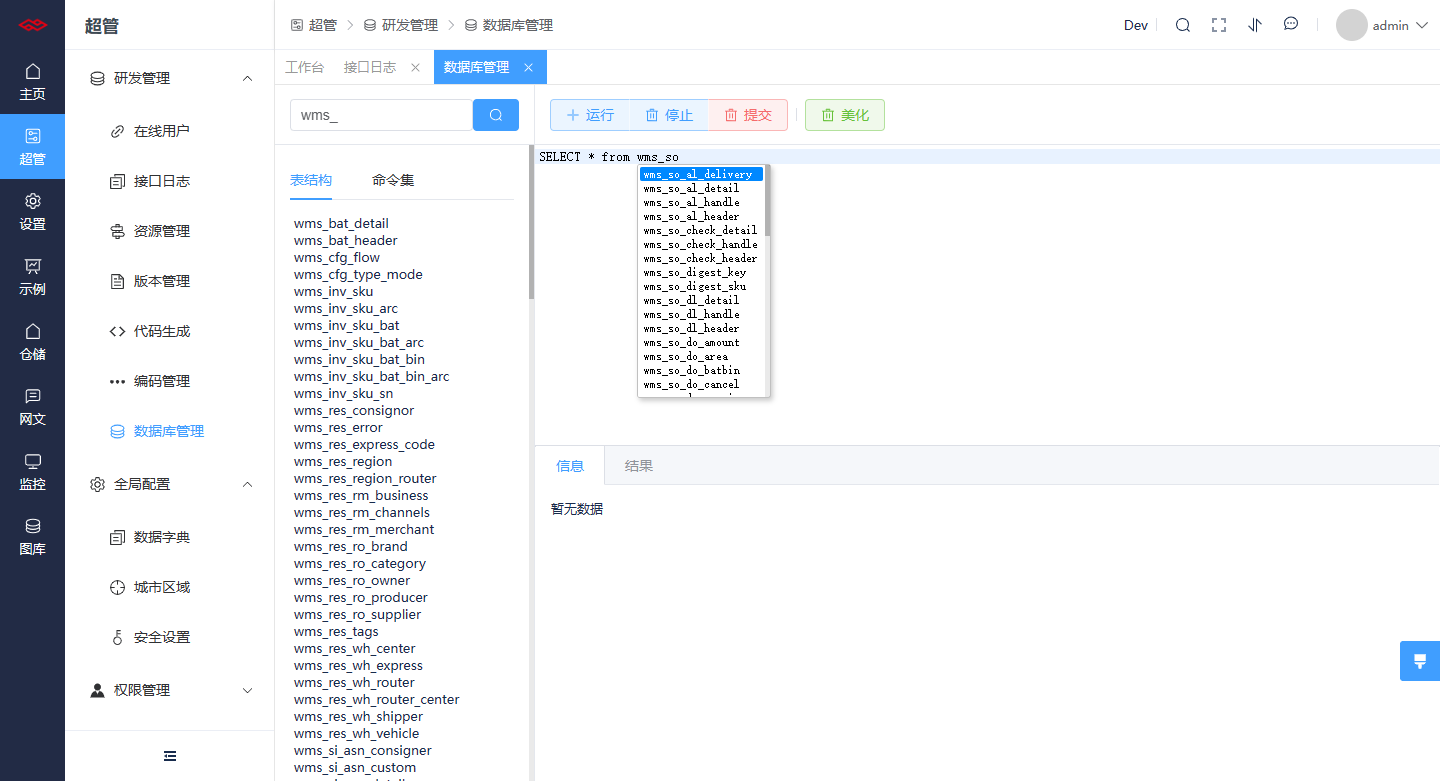 主页
超管
设置
示例
仓储
网文
监控
图库
超管
研发管理
在线用户
接口日志
资源管理
版本管理
代码生成
编码管理
数据库管理
全局配置
数据字典
城市区域
安全设置
权限管理
超管 研发管理 数据库管理
Dev
admin
工作台 接口日志 数据库管理
wms_
运行 停止 提交 美化
表结构 命令集
wms_bat_detail
wms_bat_header
wms_cfg_flow
wms_cfg_type_mode
wms_inv_sku
wms_inv_sku_arc
wms_inv_sku_bat
wms_inv_sku_bat_arc
wms_inv_sku_bat_bin
wms_inv_sku_bat_bin_arc
wms_inv_sku_sn
wms_res_consignor
wms_res_error
wms_res_express_code
wms_res_region
wms_res_region_router
wms_res_rm_business
wms_res_rm_channels
wms_res_rm_merchant
wms_res_ro_brand
wms_res_ro_category
wms_res_ro_owner
wms_res_ro_producer
wms_res_ro_supplier
wms_res_tags
wms_res_wh_center
wms_res_wh_express
wms_res_wh_router
wms_res_wh_router_center
wms_res_wh_shipper
wms_res_wh_vehicle
wms_si_asn_consigner
wms_si_asn_custom
SELECT * from wms_so
wms_so_al_delivery
wms_so_al_detail
wms_so_al_handle
wms_so_al_header
wms_so_check_detail
wms_so_check_handle
wms_so_check_header
wms_so_digest_key
wms_so_digest_sku
wms_so_dl_detail
wms_so_dl_handle
wms_so_dl_header
wms_so_do_amount
wms_so_do_area
wms_so_do_batbin
wms_so_do_cancel
信息 结果
暂无数据